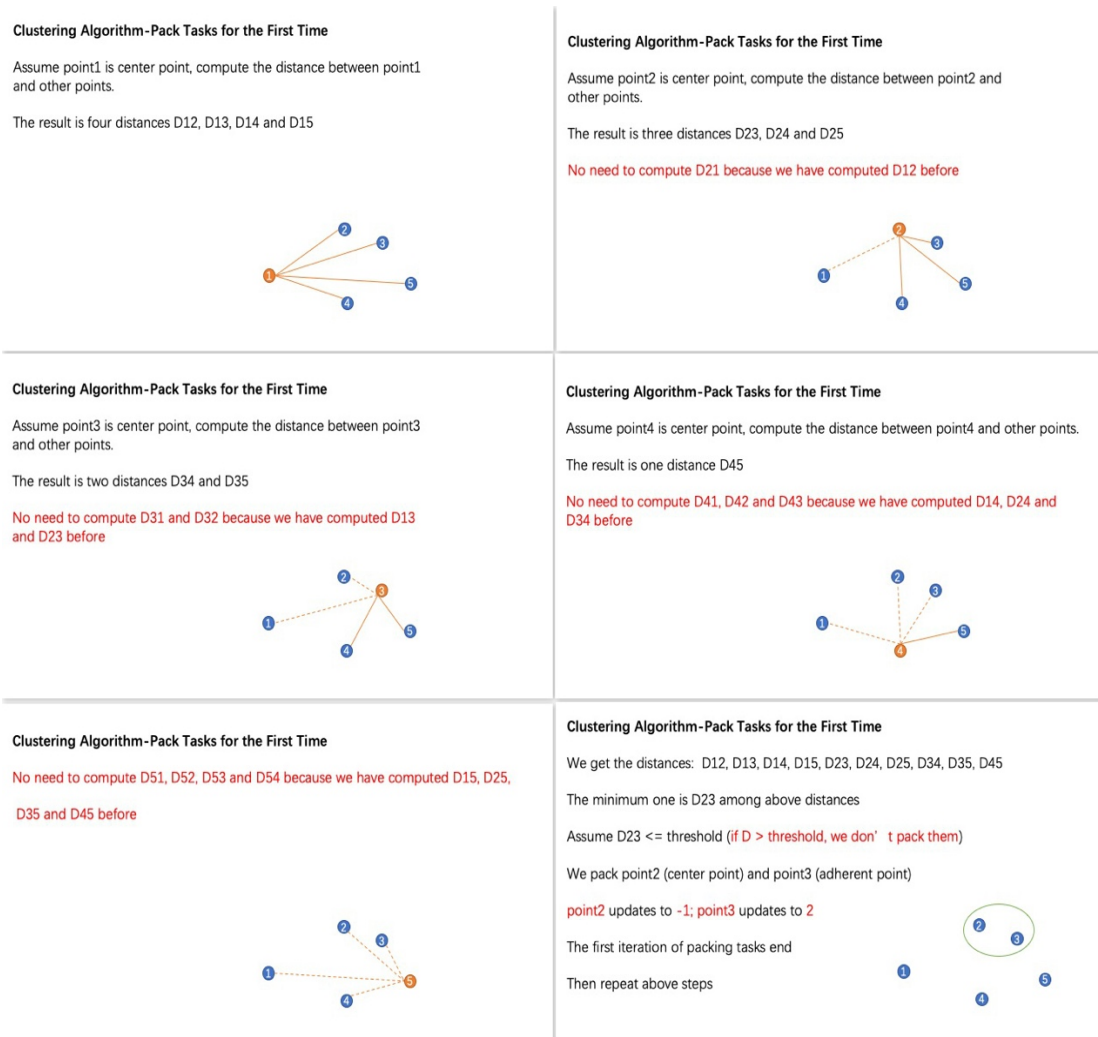 Clustering Algorithm-Pack Tasks for the First Time
Assume point1 is center point, compute the distance between point1
and other points.
The result is four distances D12, D13, D14 and D15
2
3
1
5
4
Clustering Algorithm-Pack Tasks for the First Time
Assume point2 is center point, compute the distance between point2 and
other points.
The result is three distances D23, D24 and D25
No need to compute D21 because we have computed D12 before
2
3
1
5
4
Clustering Algorithm-Pack Tasks for the First Time
Assume point3 is center point, compute the distance between point3
and other points.
The result is two distances D34 and D35
No need to compute D31 and D32 because we have computed D13
and D23 before
2
3
1
5
4
Clustering Algorithm-Pack Tasks for the First Time
Assume point4 is center point, compute the distance between point4 and other points.
The result is one distance D45
No need to compute D41, D42 and D43 because we have computed D14, D24 and
D34 before
2
3
1
5
4
Clustering Algorithm-Pack Tasks for the First Time
No need to compute D51, D52, D53 and D54 because we have computed D15, D25,
D35 and D45 before
2
3
1
5
4
Clustering Algorithm-Pack Tasks for the First Time
We get the distances: D12, D13, D14, D15, D23, D24, D25, D34, D35, D45
The minimum one is D23 among above distances
Assume D23 <= threshold (if D > threshold, we don' t pack them)
We pack point2 (center point) and point3 (adherent point)
point2 updates to -1; point3 updates to 2
The first iteration of packing tasks end
Then repeat above steps
2
3
1
5
4